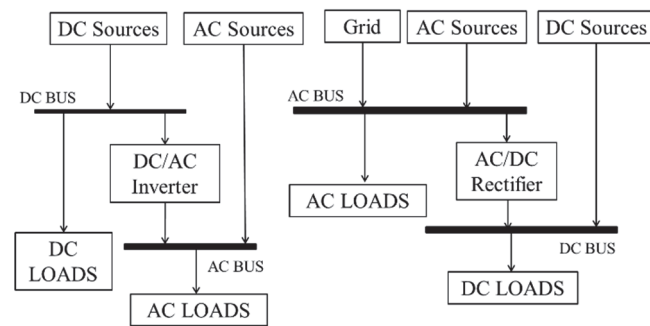 DC Sources
AC Sources
DC BUS
DC/AC
Inverter
DC
LOADS
AC BUS
AC LOADS
Grid
AC Sources
DC Sources
AC BUS
AC/DC
Rectifier
AC LOADS
DC BUS
DC LOADS